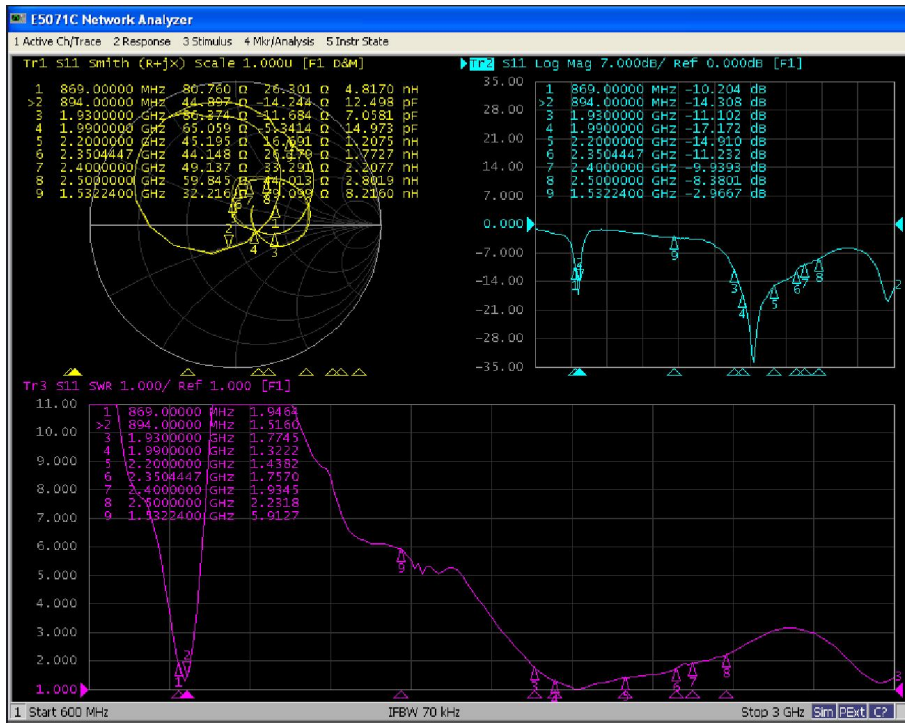 E5071C Network Analyzer
1 Active Ch/Trace 2 Response 3 Stimulus 4 Mkr/Analysis 5 Instr State
Tr1 S11 Smith (R+jX) Scale 1.000U [F1 D&M]
1 869.00000 MHz 80.760 Ω 26.301 Ω 4.8170 nH
>2 894.00000 MHz 44.897 Ω -14.244 Ω 12.498 pF
3 1.9300000 GHz -11.684 Ω 7.0581 pF
4 1.9900000 GHz 65.059 Ω 14.973 pF
5 2.2000000 GHz 45.195 Ω 1.2075 nH
6 2.3504447 GHz 44.148 Ω 1.7727 nH
7 2.4000000 GHz 49.137 Ω 33.291 Ω 2.2077 nH
8 2.5000000 GHz 59.845 Ω 44.013 Ω 2.8019 nH
9 1.5322400 GHz 32.216 Ω 79.098 Ω 8.2160 nH
Tr2 S11 Log Mag 7.000dB/ Ref 0.000dB [F1]
35.00
28.00
21.00
14.00
7.000
0.000
-7.000
-14.00
-21.00
-28.00
-35.00
1 869.00000 MHz -10.204 dB
>2 894.00000 MHz -14.308 dB
3 1.9300000 GHz -11.102 dB
4 1.9900000 GHz -17.172 dB
5 2.2000000 GHz -14.910 dB
6 2.3504447 GHz -11.232 dB
7 2.4000000 GHz -9.9393 dB
8 2.5000000 GHz -8.3801 dB
9 1.5322400 GHz -2.9667 dB
Tr3 S11 SWR 1.000/ Ref 1.000 [F1]
11.00
10.00
9.000
8.000
7.000
6.000
5.000
4.000
3.000
2.000
1.000
1 869.00000 MHz 1.9464
>2 894.00000 MHz 1.5160
3 1.9300000 GHz 1.7745
4 1.9900000 GHz 1.3222
5 2.2000000 GHz 1.4382
6 2.3504447 GHz 1.7570
7 2.4000000 GHz 1.9345
8 2.5000000 GHz 2.2318
9 1.5322400 GHz 5.9127
1 Start 600 MHz IFBW 70 kHz Stop 3 GHz Sim PExt C?